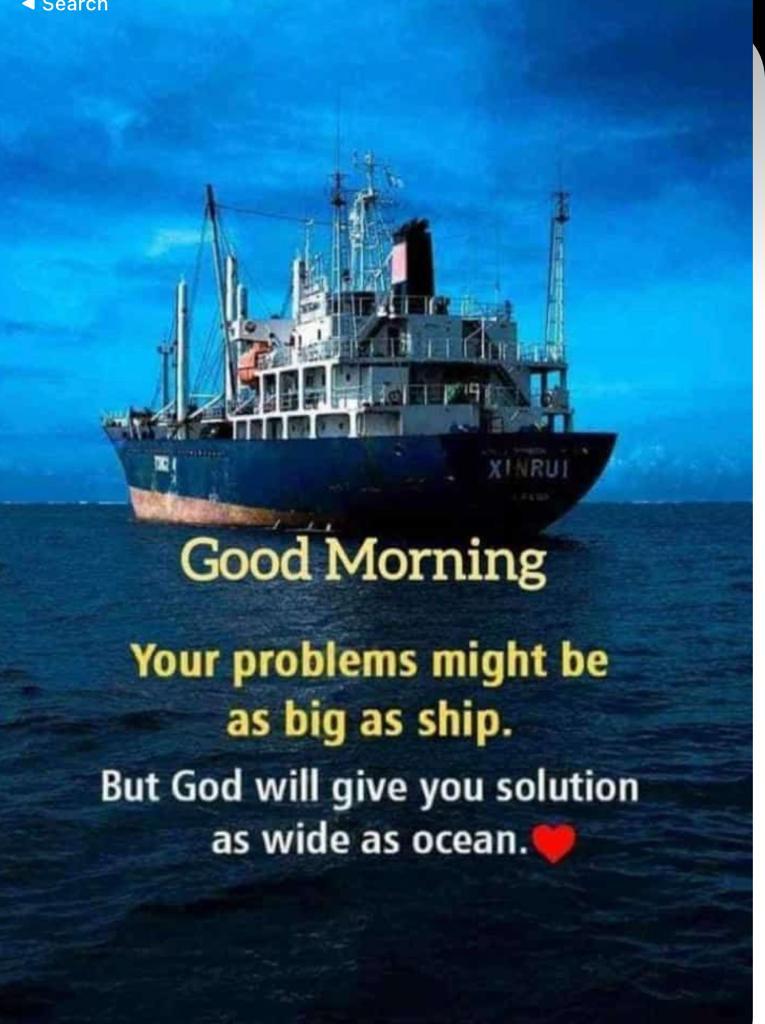 ◀ Search
XINRUI
Good Morning
Your problems might be
as big as ship.
But God will give you solution
as wide as ocean.❤